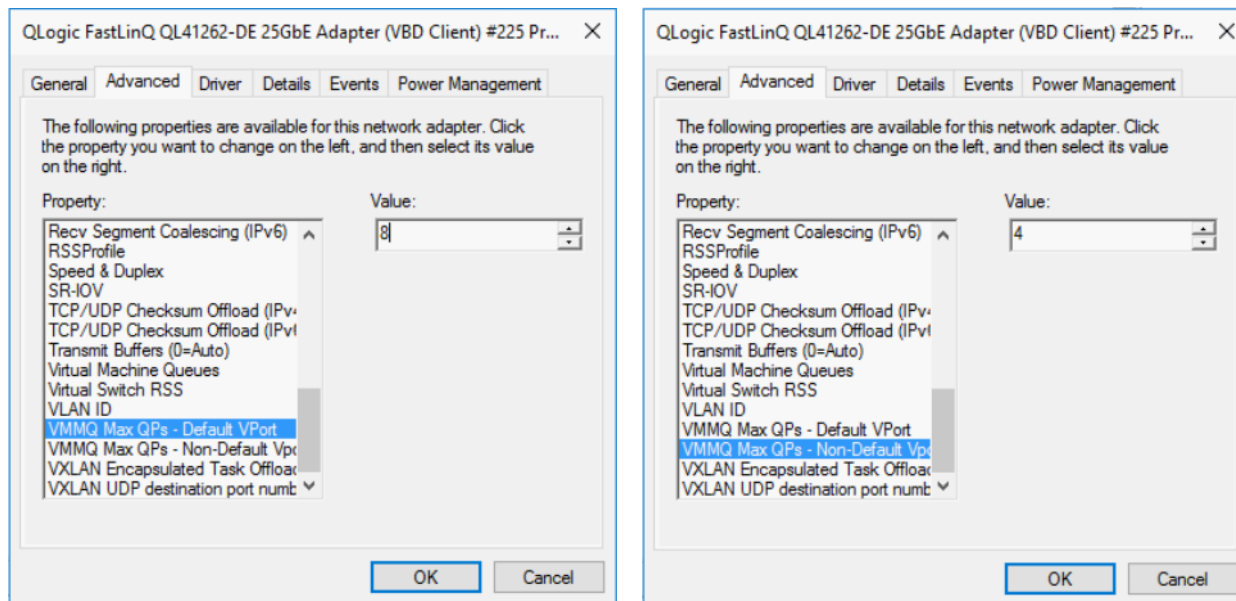 QLogic FastLinQ QL41262-DE 25GbE Adapter (VBD Client) #225 Pr...
General Advanced Driver Details Events Power Management
The following properties are available for this network adapter. Click
the property you want to change on the left, and then select its value
on the right.
Property:
Value:
Recv Segment Coalescing (IPv6)
8
RSSProfile
Speed & Duplex
SR-IOV
TCP/UDP Checksum Offload (IPv4
TCP/UDP Checksum Offload (IPv6
Transmit Buffers (0=Auto)
Virtual Machine Queues
Virtual Switch RSS
VLAN ID
VMMQ Max QPs - Default VPort
VMMQ Max QPs - Non-Default Vpo
VXLAN Encapsulated Task Offload
VXLAN UDP destination port numb
OK
Cancel
QLogic FastLinQ QL41262-DE 25GbE Adapter (VBD Client) #225 Pr...
General Advanced Driver Details Events Power Management
The following properties are available for this network adapter. Click
the property you want to change on the left, and then select its value
on the right.
Property:
Value:
Recv Segment Coalescing (IPv6)
4
RSSProfile
Speed & Duplex
SR-IOV
TCP/UDP Checksum Offload (IPv4
TCP/UDP Checksum Offload (IPv6
Transmit Buffers (0=Auto)
Virtual Machine Queues
Virtual Switch RSS
VLAN ID
VMMQ Max QPs - Default VPort
VMMQ Max QPs - Non-Default Vpo
VXLAN Encapsulated Task Offload
VXLAN UDP destination port numb
OK
Cancel